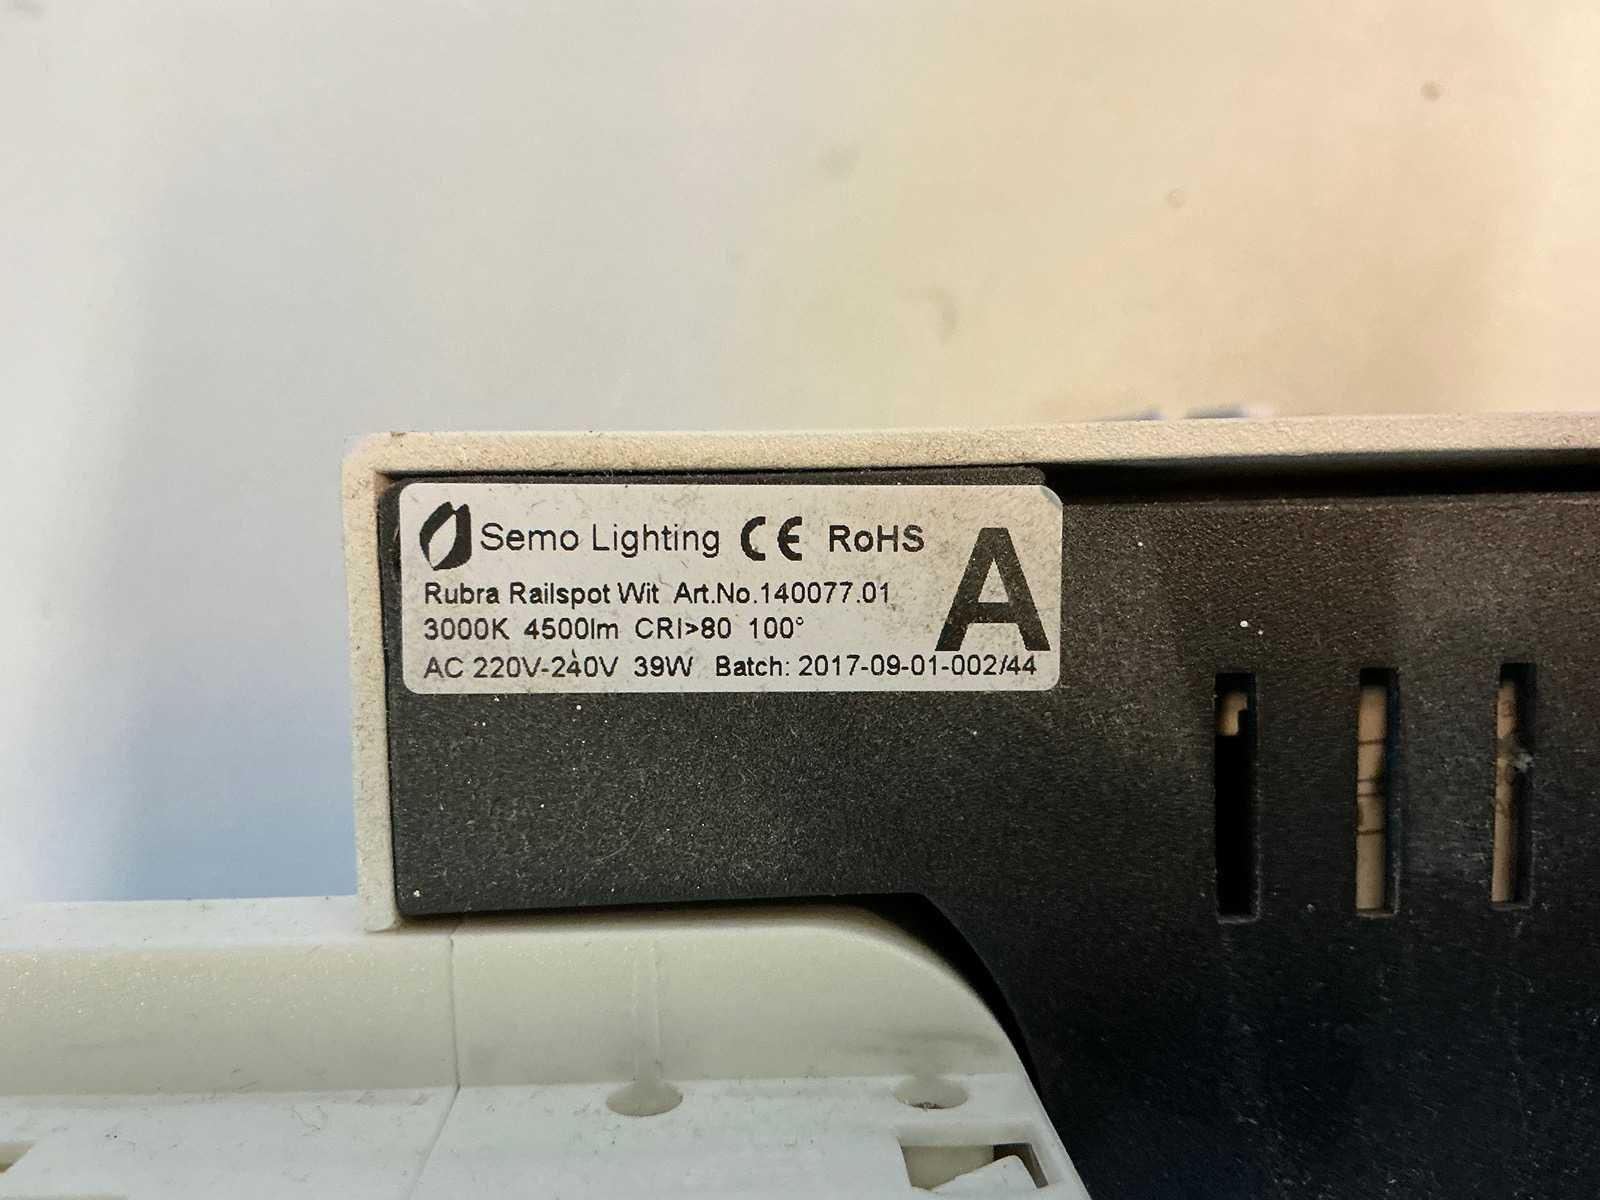 Semo Lighting CE RoHS A
Rubra Railspot Wit Art.No.140077.01
3000K 4500lm CRI>80 100°
AC 220V-240V 39W Batch: 2017-09-01-002/44